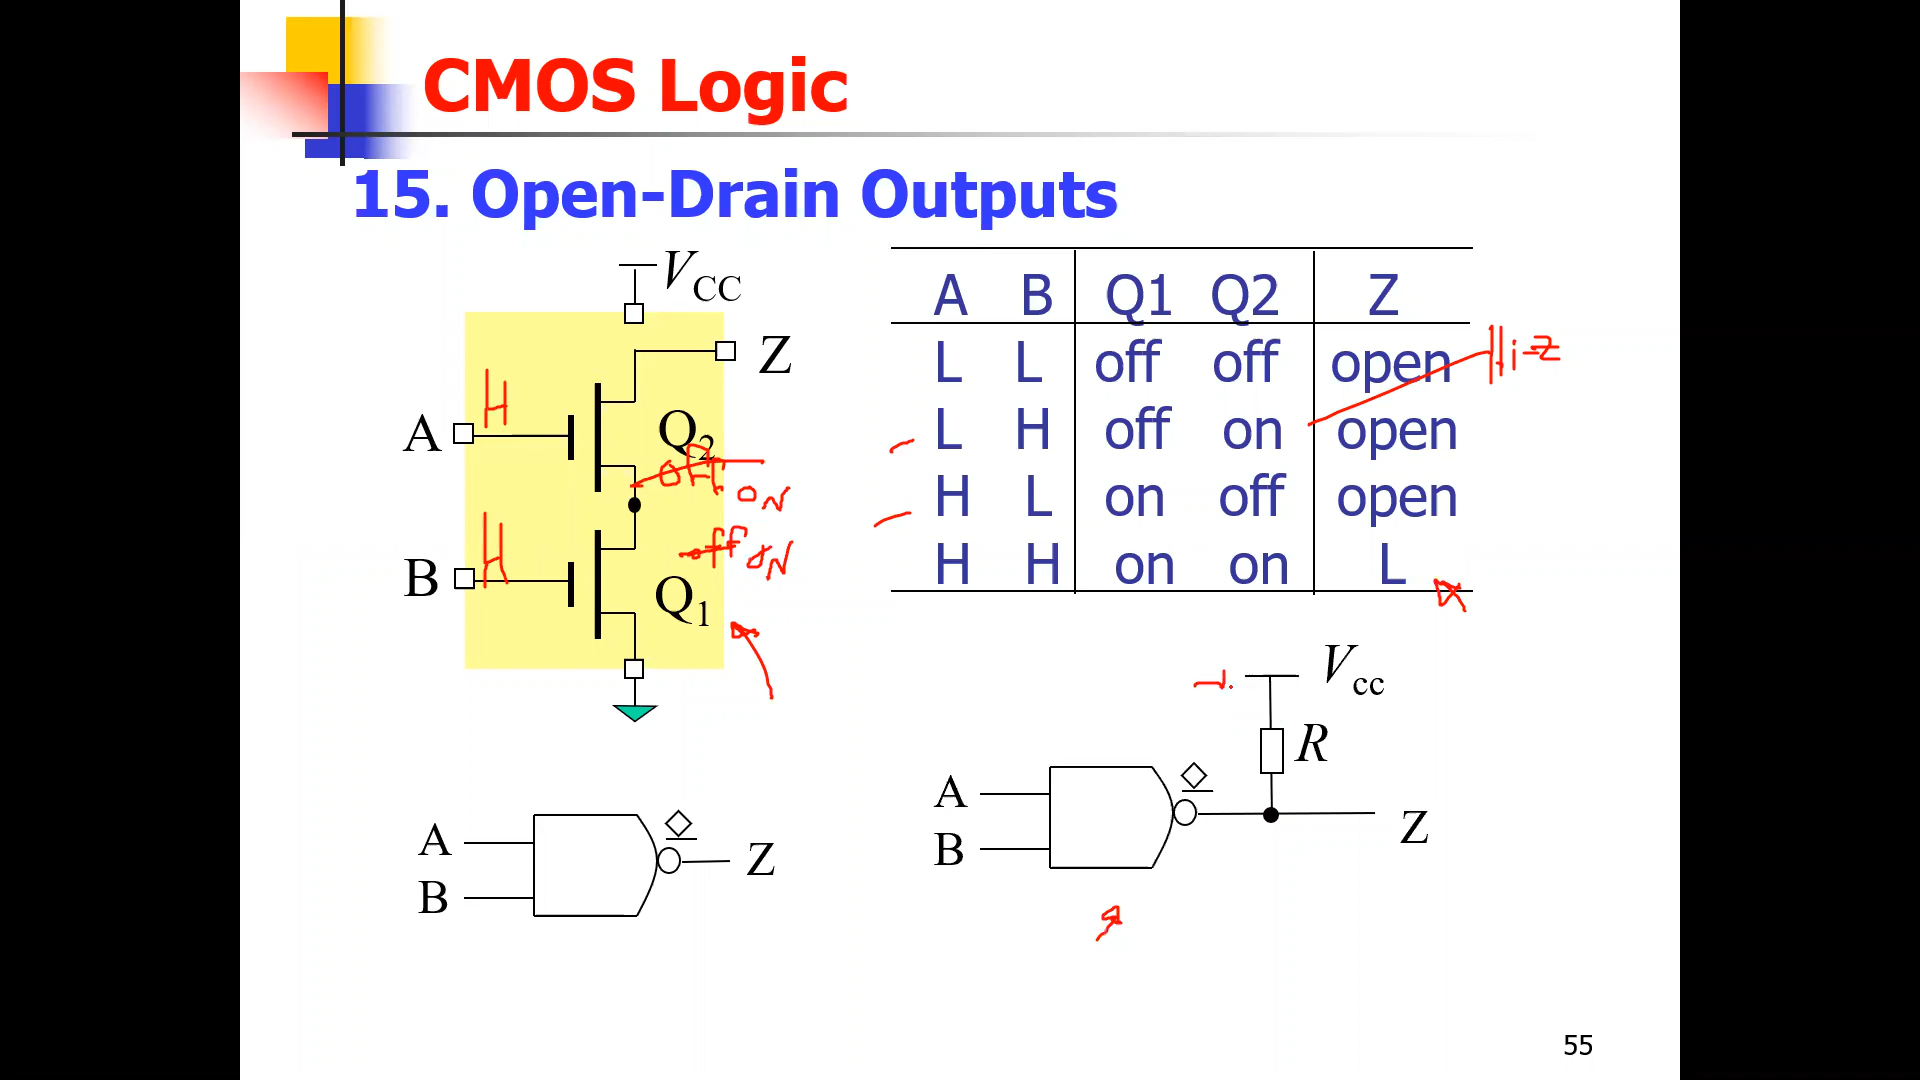 CMOS Logic
15. Open-Drain Outputs
VCC
Z
A
H
Q2
off
oN
B
H
off
oN
Q1
A B Q1 Q2 Z
L L off off open
Hi-Z
L H off on open
H L on off open
H H on on L
A
B
Z
Vcc
R
A
B
Z
55